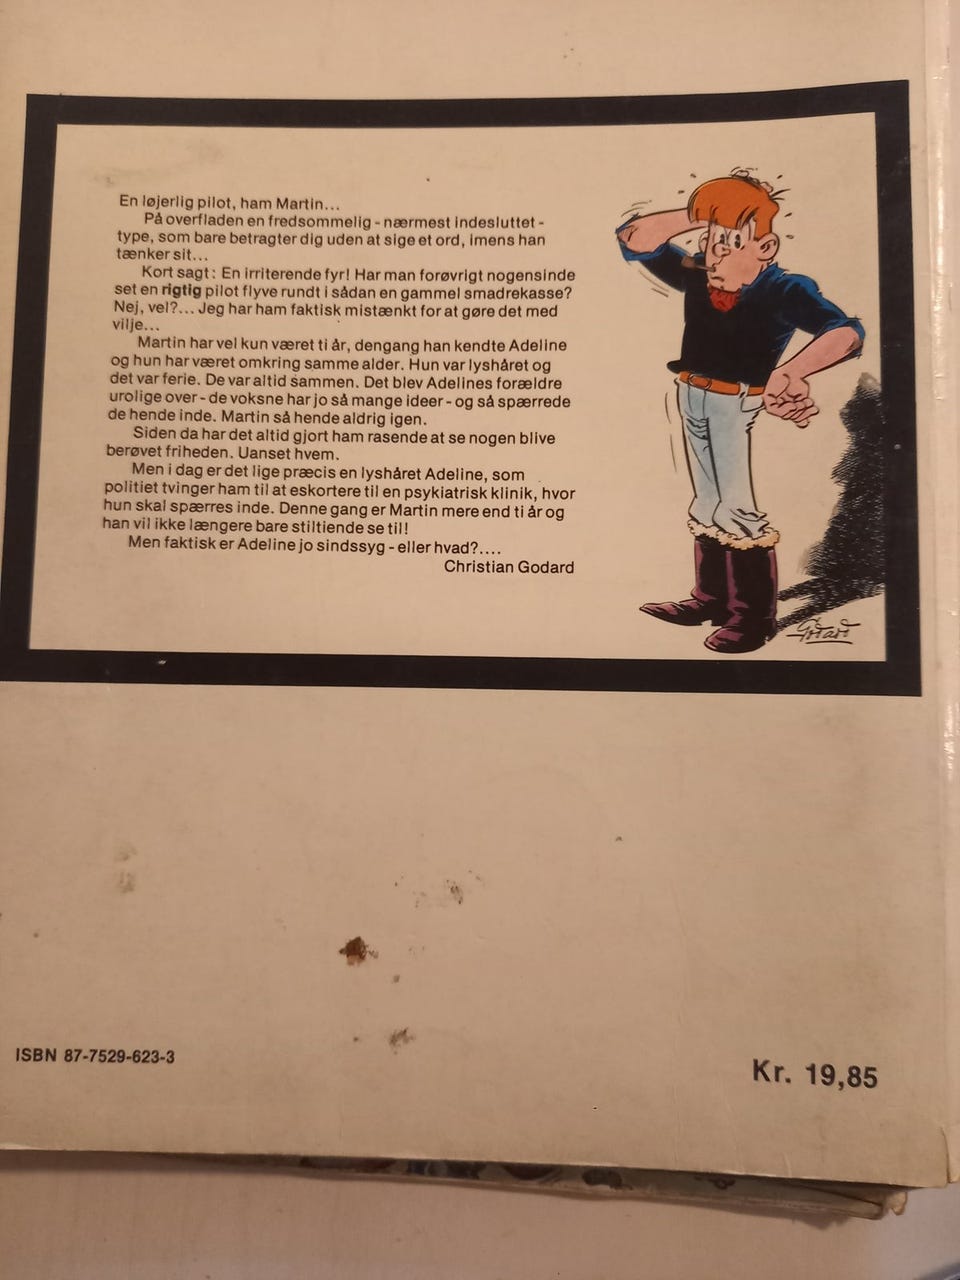 En løjerlig pilot, ham Martin...
På overfladen en fredsommelig - nærmest indesluttet -
type, som bare betragter dig uden at sige et ord, imens han
tænker sit...
Kort sagt: En irriterende fyr! Har man forøvrigt nogensinde
set en rigtig pilot flyve rundt i sådan en gammel smadrekasse?
Nej, vel?... Jeg har ham faktisk mistænkt for at gøre det med
vilje...
Martin har vel kun været ti år, dengang han kendte Adeline
og hun har været omkring samme alder. Hun var lyshåret og
det var ferie. De var altid sammen. Det blev Adelines forældre
urolige over - de voksne har jo så mange ideer - og så spærrede
de hende inde. Martin så hende aldrig igen.
Siden da har det altid gjort ham rasende at se nogen blive
berøvet friheden. Uanset hvem.
Men i dag er det lige præcis en lyshåret Adeline, som
politiet tvinger ham til at eskortere til en psykiatrisk klinik, hvor
hun skal spærres inde. Denne gang er Martin mere end ti år og
han vil ikke længere bare stiltiende se til!
Men faktisk er Adeline jo sindssyg - eller hvad?....
Christian Godard
Godard
ISBN 87-7529-623-3
Kr. 19,85